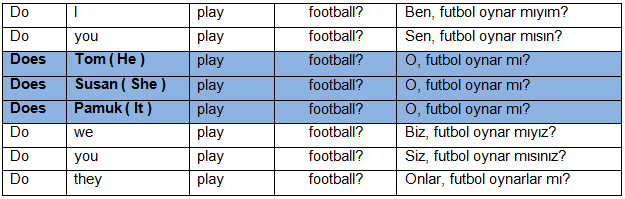 Do I play football? Ben, futbol oynar mıyım?
Do you play football? Sen, futbol oynar mısın?
Does Tom ( He ) play football? O, futbol oynar mı?
Does Susan ( She ) play football? O, futbol oynar mı?
Does Pamuk ( It ) play football? O, futbol oynar mı?
Do we play football? Biz, futbol oynar mıyız?
Do you play football? Siz, futbol oynar mısınız?
Do they play football? Onlar, futbol oynarlar mı?